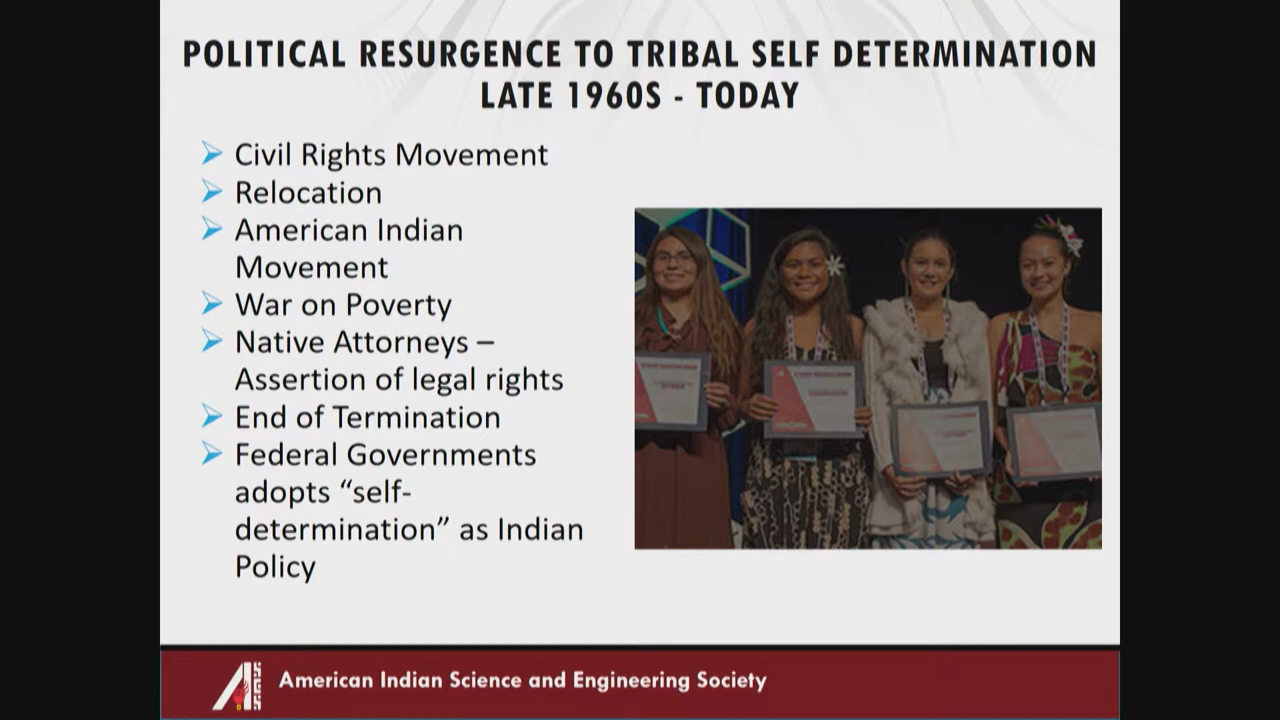 POLITICAL RESURGENCE TO TRIBAL SELF DETERMINATION
LATE 1960S - TODAY
Civil Rights Movement
Relocation
American Indian
Movement
War on Poverty
Native Attorneys –
Assertion of legal rights
End of Termination
Federal Governments
adopts “self-
determination” as Indian
Policy
American Indian Science and Engineering Society